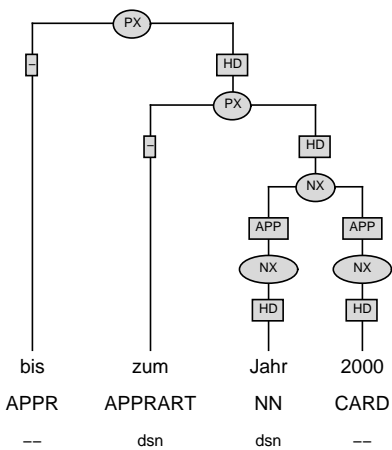 PX
– HD
PX
– HD
NX
APP APP
NX NX
HD HD
bis zum Jahr 2000
APPR APPRART NN CARD
−− dsn dsn −−